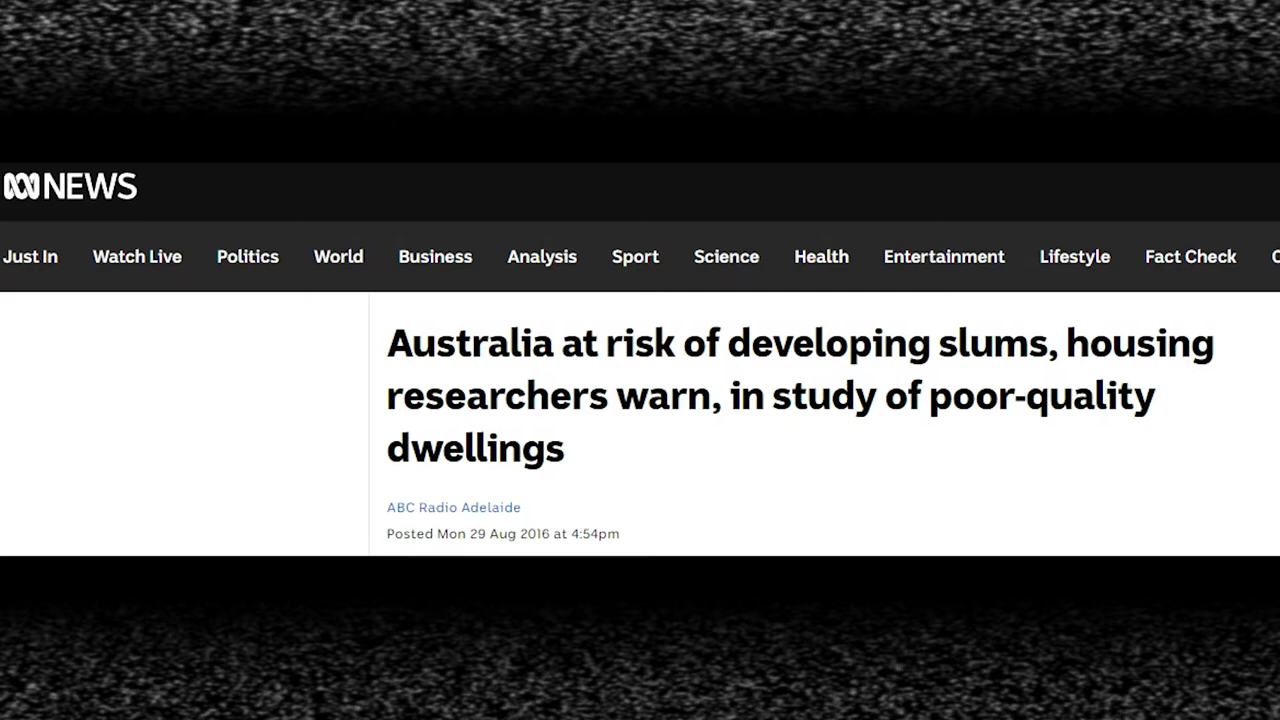 NEWS
Just In Watch Live Politics World Business Analysis Sport Science Health Entertainment Lifestyle Fact Check
Australia at risk of developing slums, housing
researchers warn, in study of poor-quality
dwellings
ABC Radio Adelaide
Posted Mon 29 Aug 2016 at 4:54pm